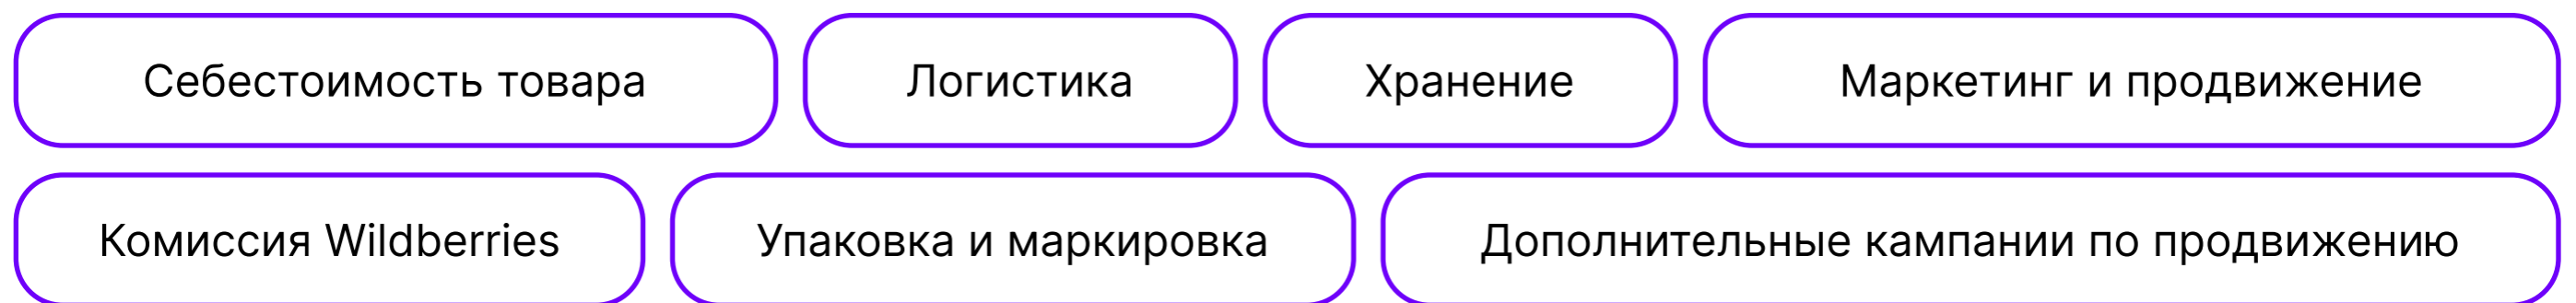 Себестоимость товара
Логистика
Хранение
Маркетинг и продвижение
Комиссия Wildberries
Упаковка и маркировка
Дополнительные кампании по продвижению